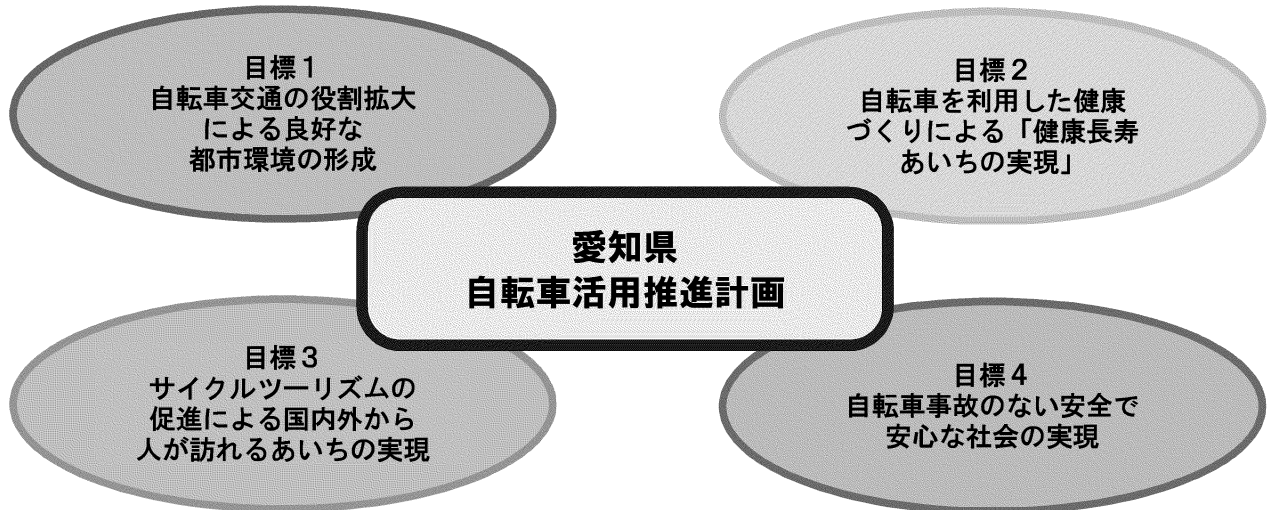 目標１
自転車交通の役割拡大
による良好な
都市環境の形成
目標２
自転車を利用した健康
づくりによる「健康長寿
あいちの実現」
愛知県
自転車活用推進計画
目標３
サイクルツーリズムの
促進による国内外から
人が訪れるあいちの実現
目標４
自転車事故のない安全で
安心な社会の実現